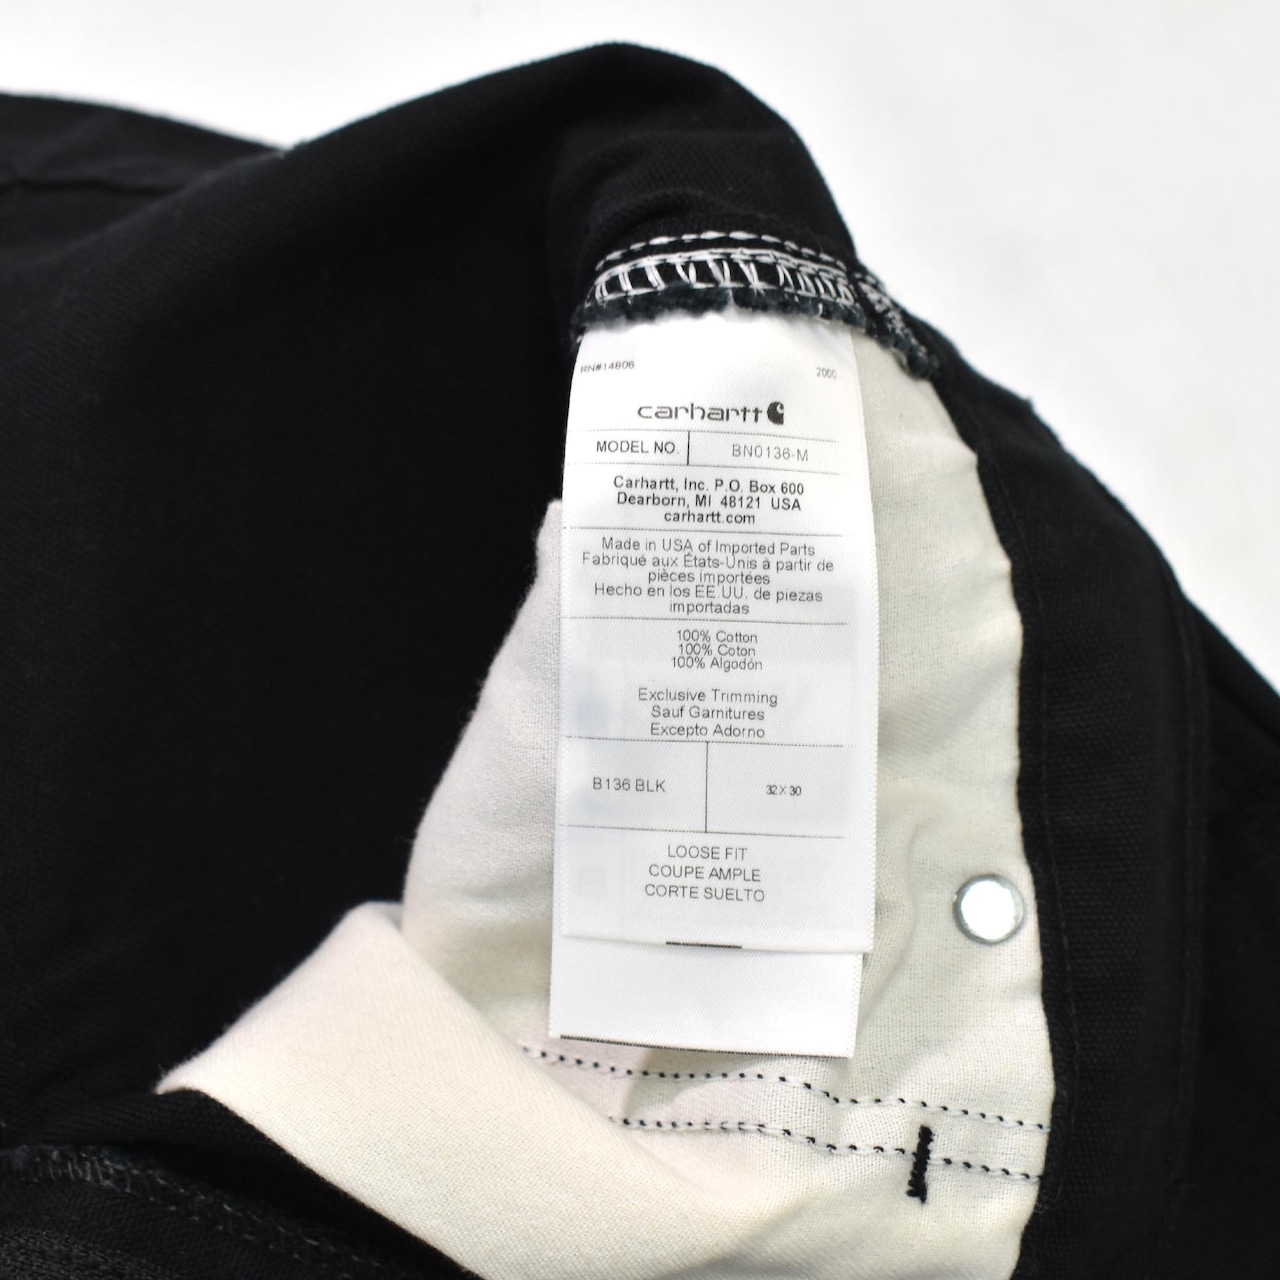 RN#14806
200C
carhartt
MODEL NO. BN0136-M
Carhartt, Inc. P.O. Box 600
Dearborn, MI 48121 USA
carhartt.com
Made in USA of Imported Parts
Fabriqué aux États-Unis à partir de
pièces importées
Hecho en los EE.UU. de piezas
importadas
100% Cotton
100% Coton
100% Algodón
Exclusive Trimming
Sauf Garnitures
Excepto Adorno
B136 BLK 32X30
LOOSE FIT
COUPE AMPLE
CORTE SUELTO